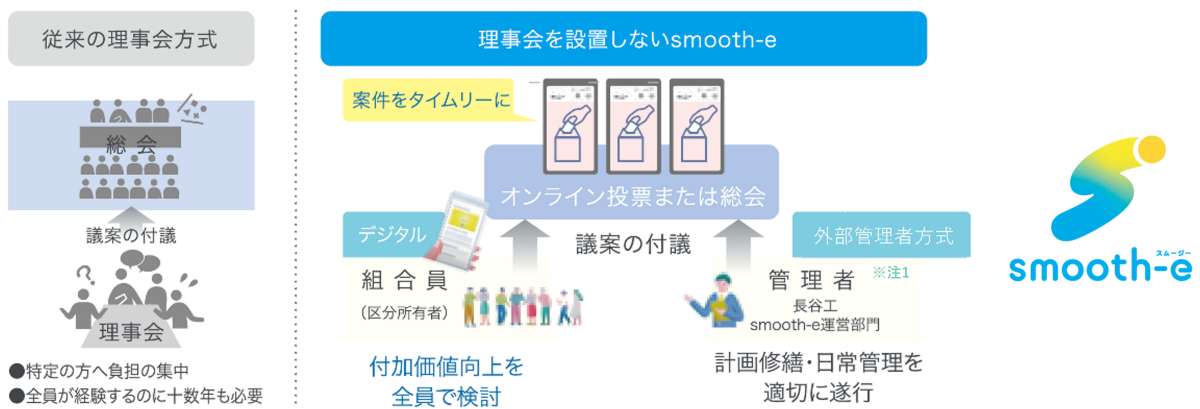 従来の理事会方式
総会
議案の付議
理事会
●特定の方へ負担の集中
●全員が経験するのに十数年も必要
理事会を設置しないsmooth-e
案件をタイムリーに
オンライン投票または総会
デジタル
議案の付議
外部管理者方式
組合員
(区分所有者)
管理者 ※注1
長谷工
smooth-e運営部門
付加価値向上を
全員で検討
計画修繕・日常管理を
適切に遂行
スムージー
smooth-e